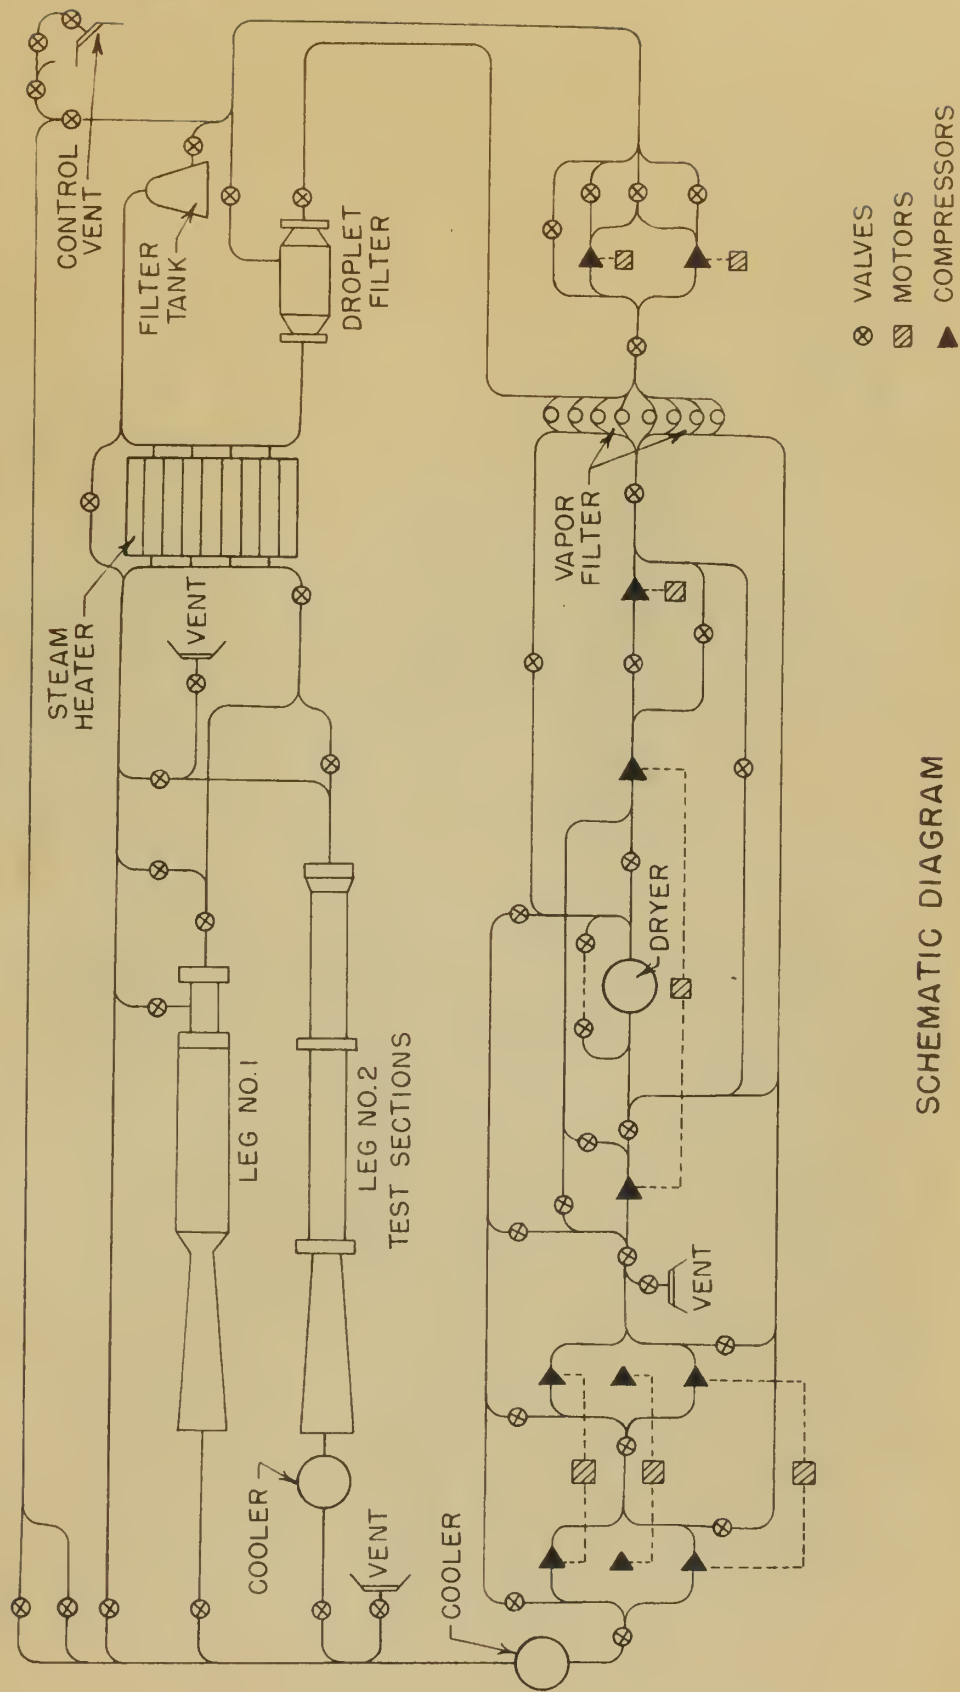 CONTROL
VENT
FILTER
TANK
DROPLET
FILTER
STEAM
HEATER
VENT
LEG NO.1
LEG NO.2
TEST SECTIONS
COOLER
VENT
COOLER
VAPOR
FILTER
DRYER
VENT
VALVES
MOTORS
COMPRESSORS
SCHEMATIC DIAGRAM